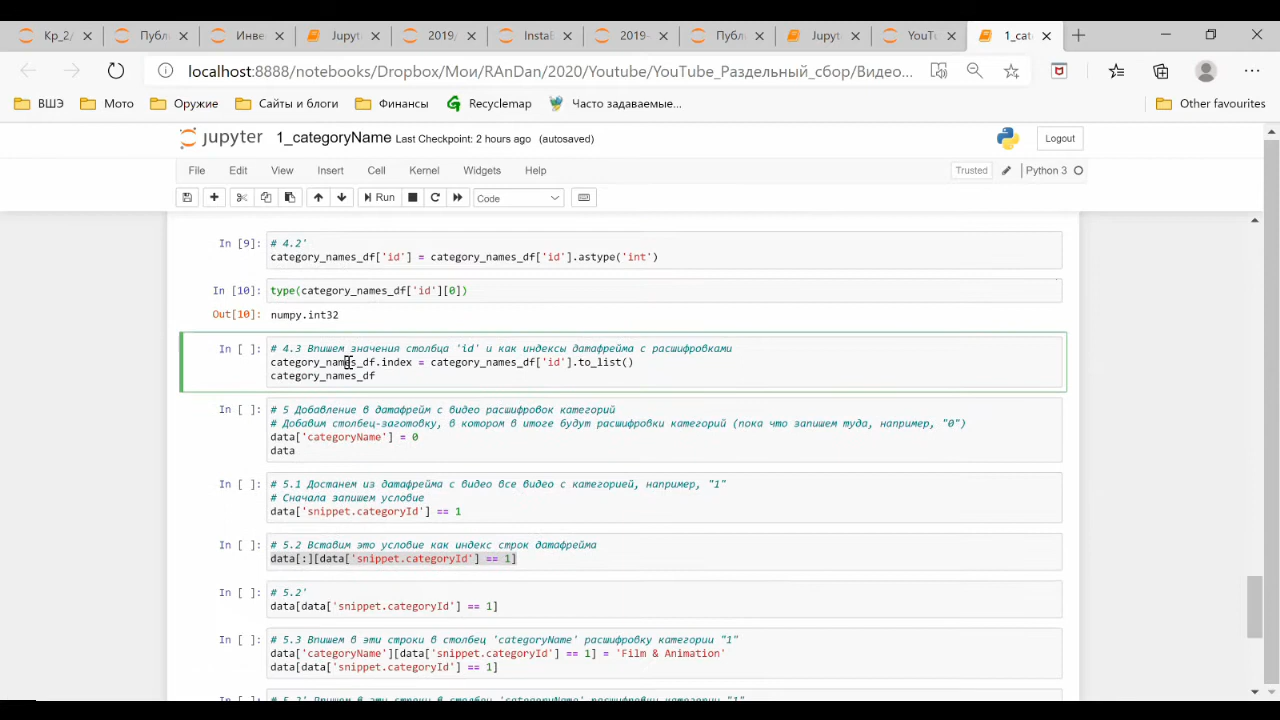 Кр_2/
Публ
Инве
Jupyt
2019/
InstaE
2019-
Публ
Jupyt
YouTu
1_cate
localhost:8888/notebooks/Dropbox/Мои/RAnDan/2020/Youtube/YouTube_Раздельный_сбор/Видео...
ВШЭ
Мото
Оружие
Сайты и блоги
Финансы
Recyclemap
Часто задаваемые...
Other favourites
jupyter 1_categoryName Last Checkpoint: 2 hours ago (autosaved)
Logout
File Edit View Insert Cell Kernel Widgets Help
Trusted
Python 3
Run
Code
In [9]: # 4.2'
category_names_df['id'] = category_names_df['id'].astype('int')
In [10]: type(category_names_df['id'][0])
Out[10]: numpy.int32
In [ ]: # 4.3 Впишем значения столбца 'id' и как индексы датафрейма с расшифровками
category_names_df.index = category_names_df['id'].to_list()
category_names_df
In [ ]: # 5 Добавление в датафрейм с видео расшифровок категорий
# Добавим столбец-заготовку, в котором в итоге будут расшифровки категорий (пока что запишем туда, например, "0")
data['categoryName'] = 0
data
In [ ]: # 5.1 Достанем из датафрейма с видео все видео с категорией, например, "1"
# Сначала запишем условие
data['snippet.categoryId'] == 1
In [ ]: # 5.2 Вставим это условие как индекс строк датафрейма
data[:][data['snippet.categoryId'] == 1]
In [ ]: # 5.2'
data[data['snippet.categoryId'] == 1]
In [ ]: # 5.3 Впишем в эти строки в столбец 'categoryName' расшифровку категории "1"
data['categoryName'][data['snippet.categoryId'] == 1] = 'Film & Animation'
data[data['snippet.categoryId'] == 1]